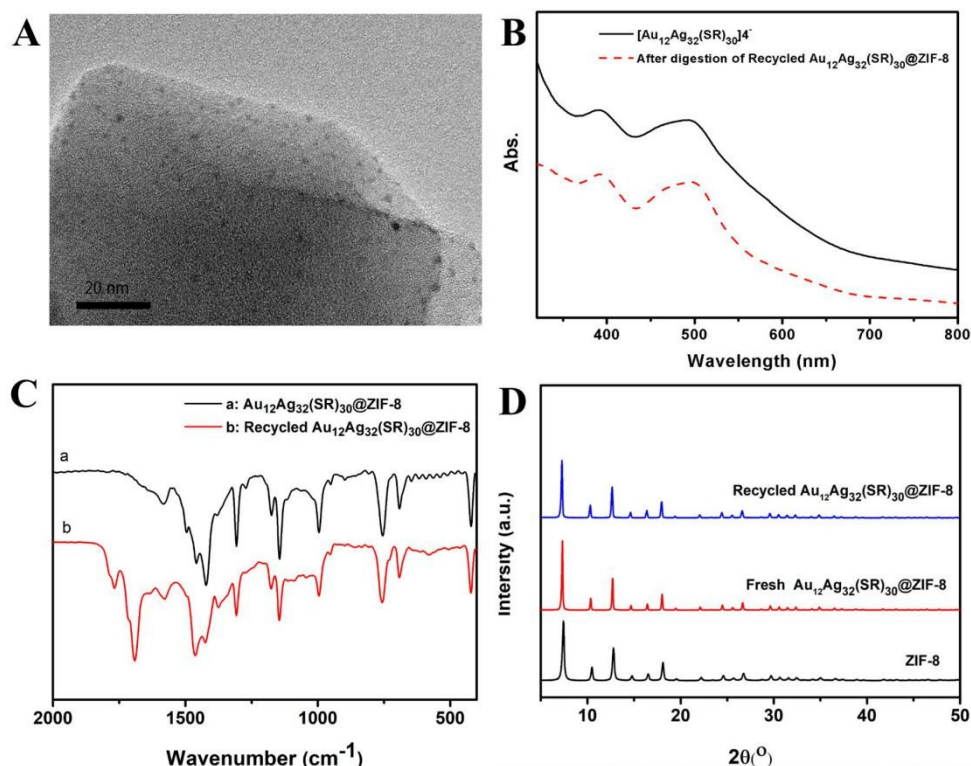 A
20 nm
B
[Au₁₂Ag₃₂(SR)₃₀]4⁻
After digestion of Recycled Au₁₂Ag₃₂(SR)₃₀@ZIF-8
Abs.
400 500 600 700 800
Wavelength (nm)
C
a: Au₁₂Ag₃₂(SR)₃₀@ZIF-8
b: Recycled Au₁₂Ag₃₂(SR)₃₀@ZIF-8
a
b
2000 1500 1000 500
Wavenumber (cm⁻¹)
D
Intersity (a.u.)
Recycled Au₁₂Ag₃₂(SR)₃₀@ZIF-8
Fresh Au₁₂Ag₃₂(SR)₃₀@ZIF-8
ZIF-8
10 20 30 40 50
2θ(°)